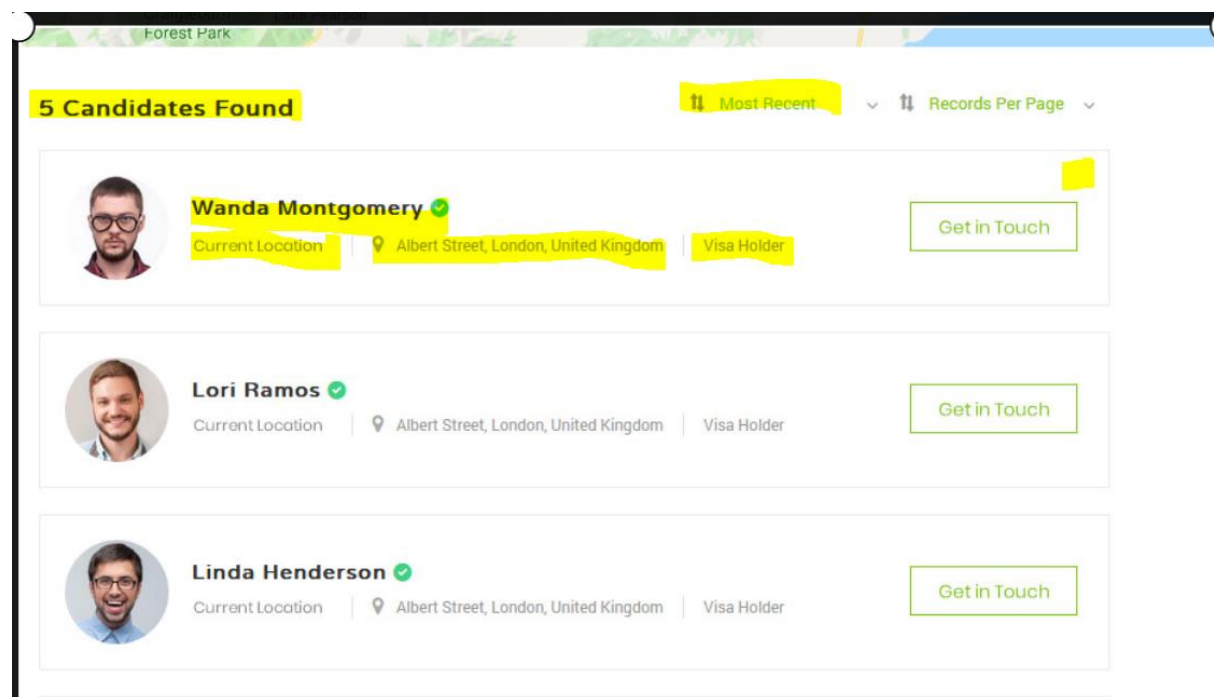 Forest Park
5 Candidates Found
Most Recent
Records Per Page
Wanda Montgomery
Current Location
Albert Street, London, United Kingdom
Visa Holder
Get in Touch
Lori Ramos
Current Location
Albert Street, London, United Kingdom
Visa Holder
Get in Touch
Linda Henderson
Current Location
Albert Street, London, United Kingdom
Visa Holder
Get in Touch